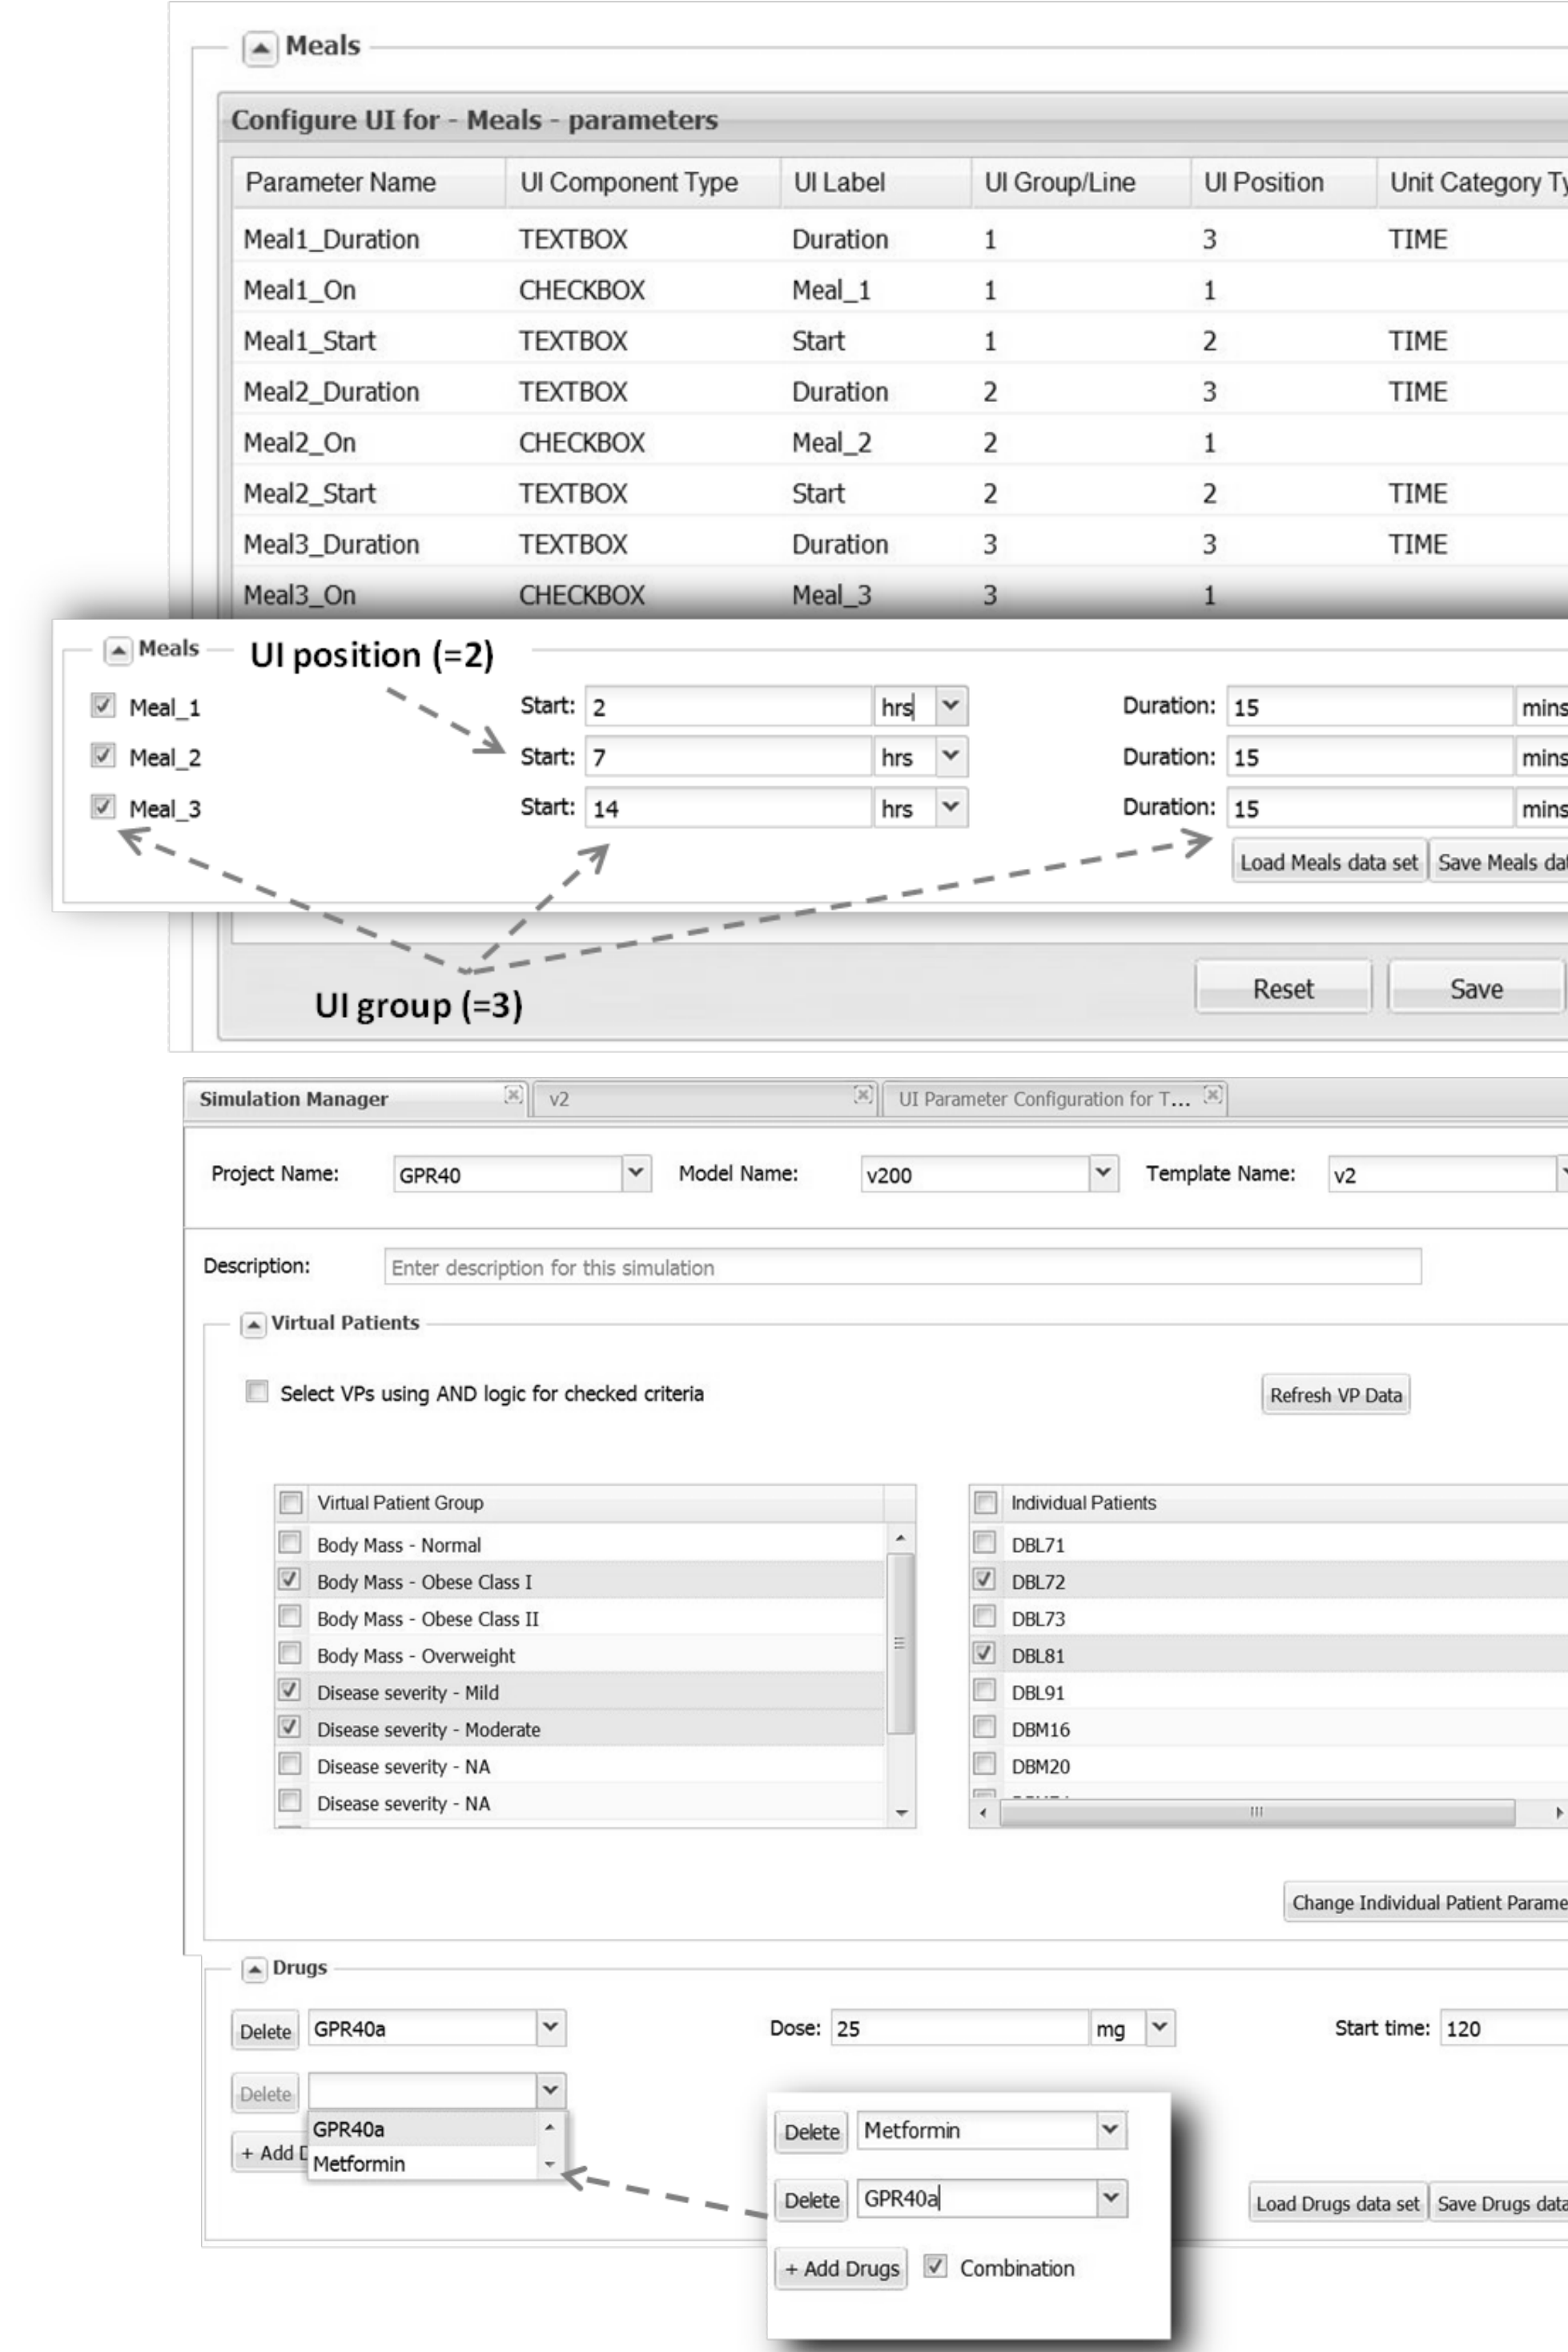 Meals
Configure UI for - Meals - parameters
Parameter Name UI Component Type UI Label UI Group/Line UI Position Unit Category Ty
Meal1_Duration TEXTBOX Duration 1 3 TIME
Meal1_On CHECKBOX Meal_1 1 1
Meal1_Start TEXTBOX Start 1 2 TIME
Meal2_Duration TEXTBOX Duration 2 3 TIME
Meal2_On CHECKBOX Meal_2 2 1
Meal2_Start TEXTBOX Start 2 2 TIME
Meal3_Duration TEXTBOX Duration 3 3 TIME
Meal3_On CHECKBOX Meal_3 3 1
Meals UI position (=2)
Meal_1 Start: 2 hrs Duration: 15 mins
Meal_2 Start: 7 hrs Duration: 15 mins
Meal_3 Start: 14 hrs Duration: 15 mins
Load Meals data set Save Meals dat
UI group (=3)
Reset Save
Simulation Manager v2 UI Parameter Configuration for T...
Project Name: GPR40 Model Name: v200 Template Name: v2
Description: Enter description for this simulation
Virtual Patients
Select VPs using AND logic for checked criteria Refresh VP Data
Virtual Patient Group Individual Patients
Body Mass - Normal DBL71
Body Mass - Obese Class I DBL72
Body Mass - Obese Class II DBL73
Body Mass - Overweight DBL81
Disease severity - Mild DBL91
Disease severity - Moderate DBM16
Disease severity - NA DBM20
Disease severity - NA
Change Individual Patient Parame
Drugs
Delete GPR40a Dose: 25 mg Start time: 120
Delete
GPR40a
+ Add D Metformin
Delete Metformin
Delete GPR40a
Load Drugs data set Save Drugs data
+ Add Drugs Combination